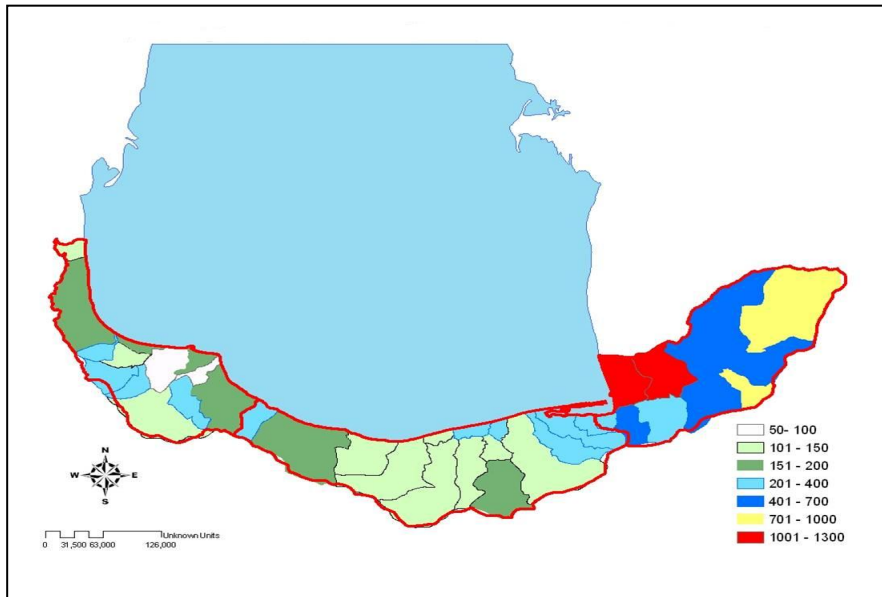 50- 100
101 - 150
151 - 200
201 - 400
401 - 700
701 - 1000
1001 - 1300
N
W E
S
Unknown Units
0 31,500 63,000 126,000